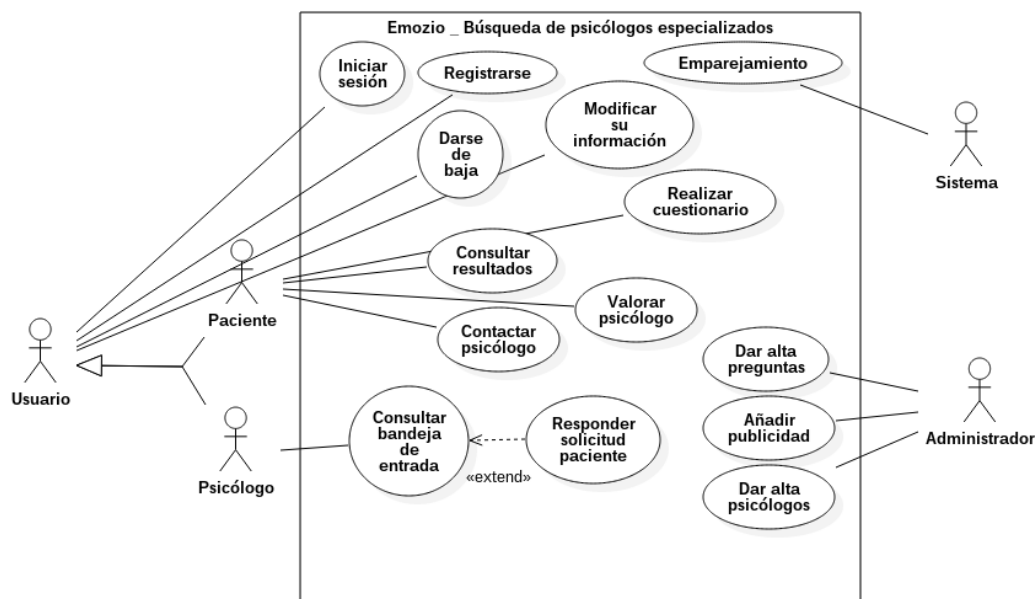 Emozio _ Búsqueda de psicólogos especializados
Iniciar
sesión
Registrarse
Emparejamiento
Modificar
su
información
Darse
de
baja
Sistema
Realizar
cuestionario
Consultar
resultados
Paciente
Valorar
psicólogo
Contactar
psicólogo
Usuario
Dar alta
preguntas
Consultar
bandeja
de
entrada
Responder
solicitud
paciente
Añadir
publicidad
Administrador
«extend»
Psicólogo
Dar alta
psicólogos